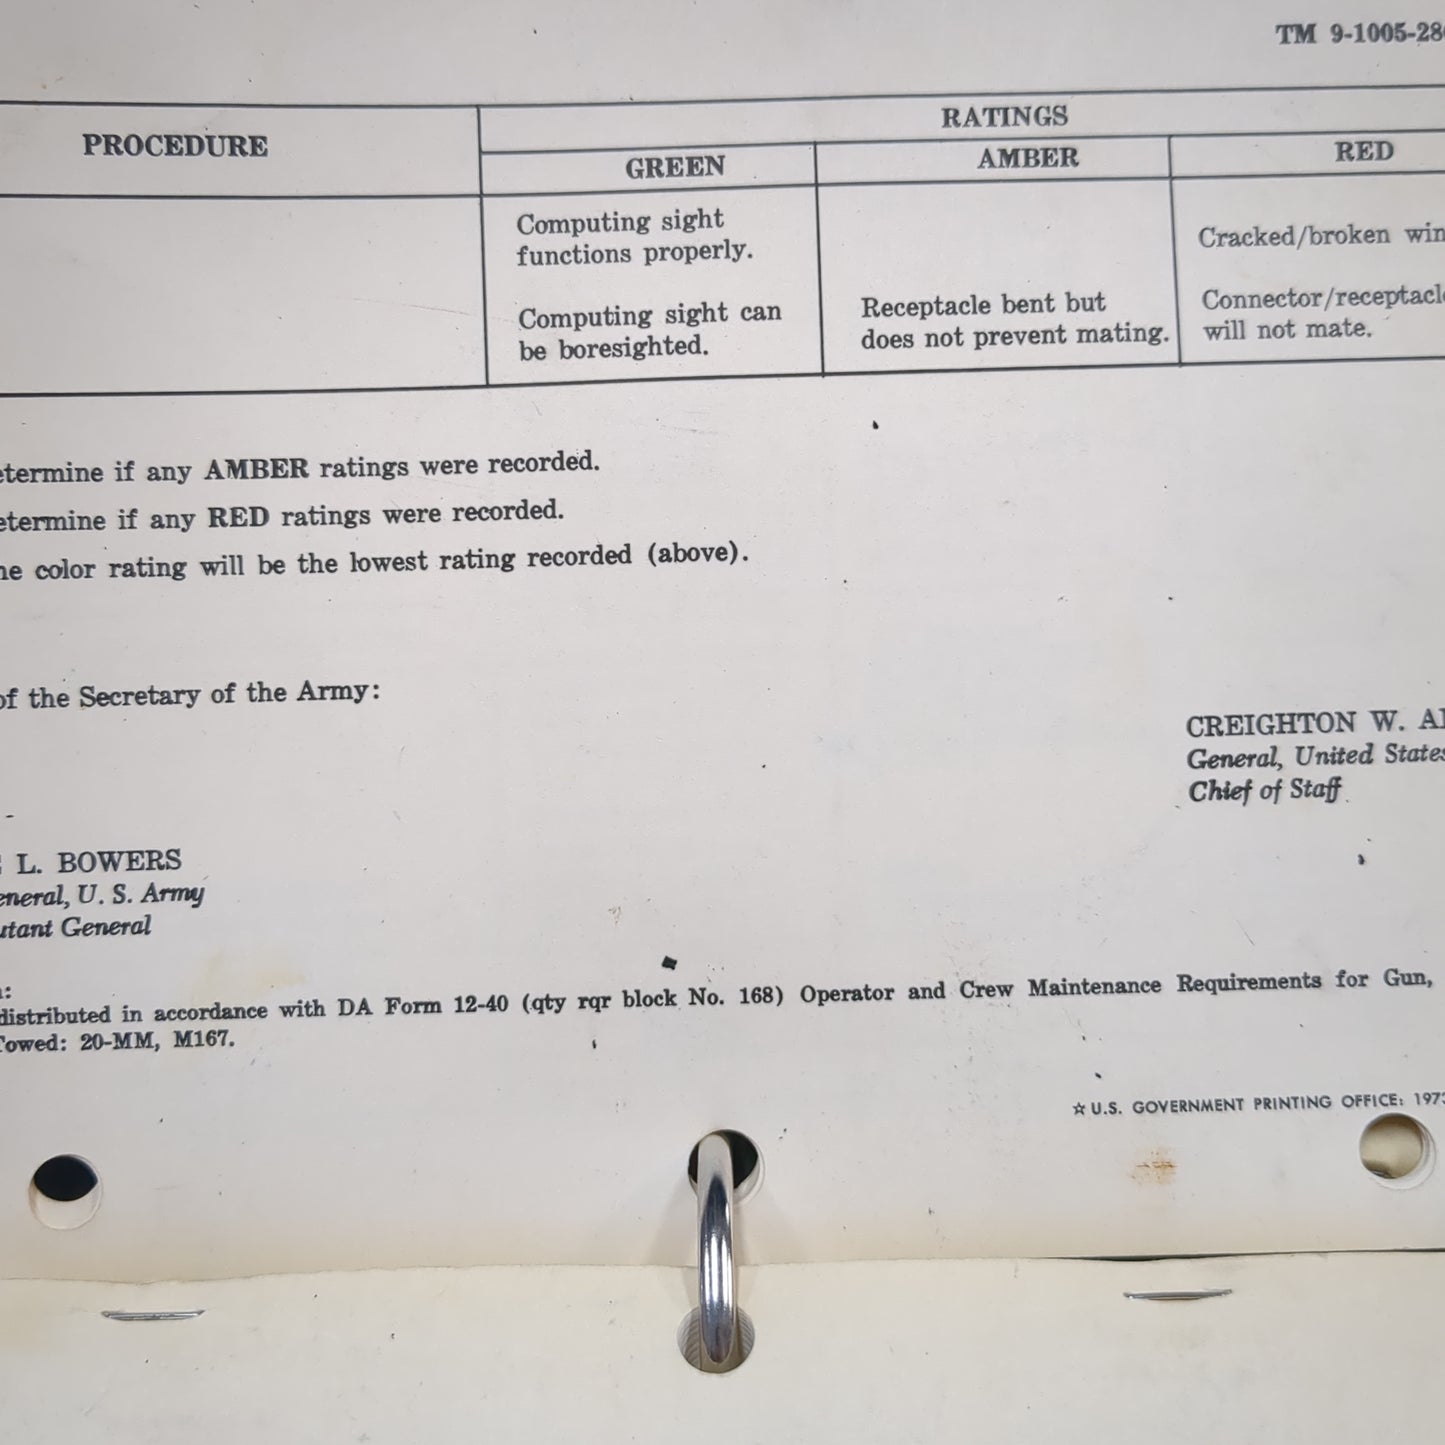 TM 9-1005-28
PROCEDURE
RATINGS
GREEN
AMBER
RED
Computing sight
functions properly.
Cracked/broken
Computing sight can
be boresighted.
Receptacle bent but
does not prevent mating.
Connector/receptacl
will not mate.
etermine if any AMBER ratings were recorded.
etermine if any RED ratings were recorded.
he color rating will be the lowest rating recorded (above).
of the Secretary of the Army:
CREIGHTON W.
General, United States
Chief of Staff
L. BOWERS
eneral, U. S. Army
utant General
distributed in accordance with DA Form 12-40 (qty rqr block No. 168) Operator and Crew Maintenance Requirements for Gun,
Towed: 20-MM, M167.
☆ U.S. GOVERNMENT PRINTING OFFICE: 197